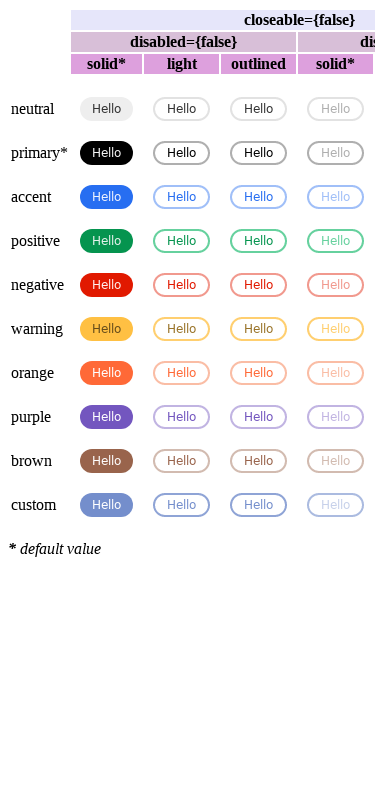 closeable={false}
disabled={false} dis
solid* light outlined solid*
neutral Hello Hello Hello Hello
primary* Hello Hello Hello Hello
accent Hello Hello Hello Hello
positive Hello Hello Hello Hello
negative Hello Hello Hello Hello
warning Hello Hello Hello Hello
orange Hello Hello Hello Hello
purple Hello Hello Hello Hello
brown Hello Hello Hello Hello
custom Hello Hello Hello Hello
* default value